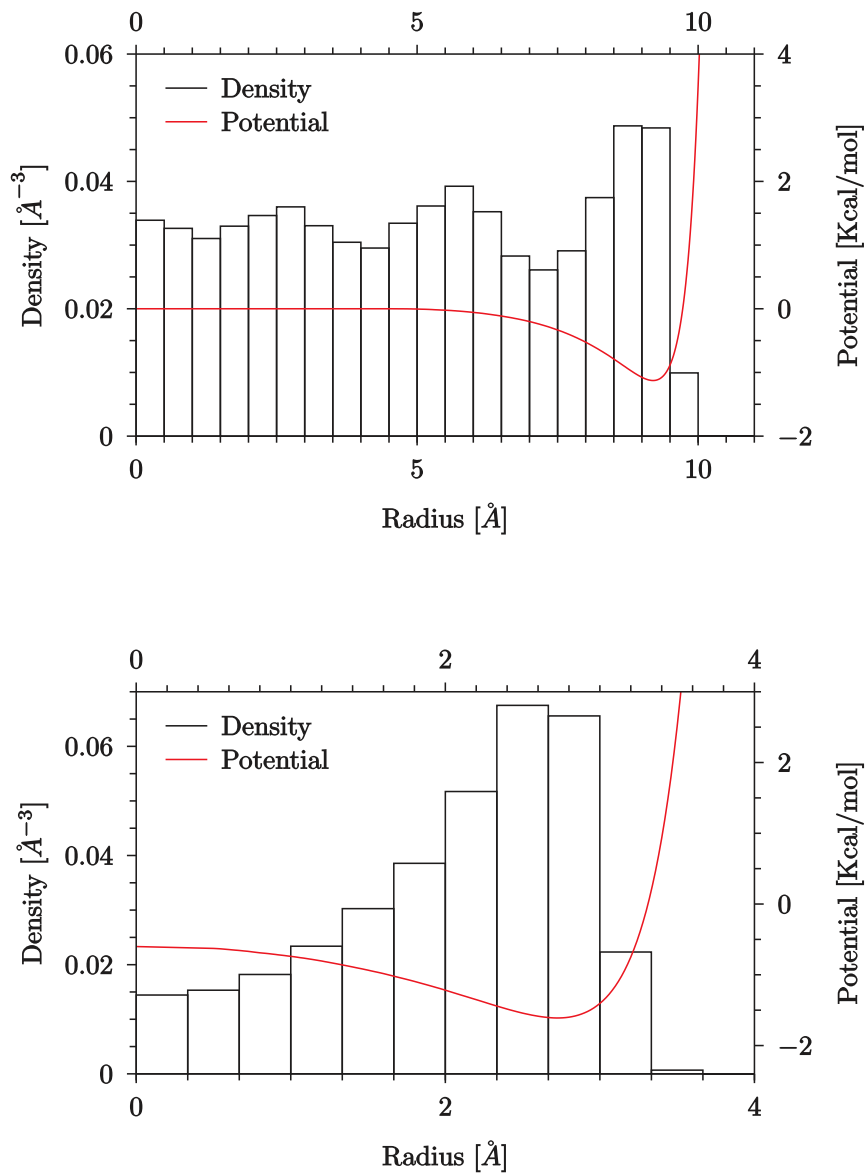 0 5 10
0.06 4
Density
Potential
0.04 2
Density [Å−3]
Potential [Kcal/mol]
0.02 0
0 −2
0 5 10
Radius [Å]
0 2 4
Density
Potential
0.06 2
0.04
Density [Å−3]
Potential [Kcal/mol]
0
0.02
−2
0
0 2 4
Radius [Å]